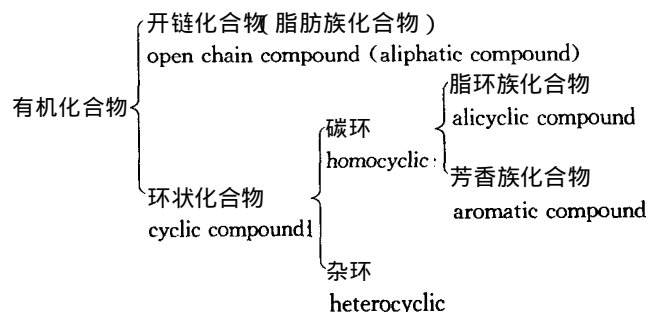 开链化合物(脂肪族化合物)
open chain compound (aliphatic compound)
有机化合物
脂环族化合物
alicyclic compound
碳环
homocyclic
芳香族化合物
aromatic compound
环状化合物
cyclic compound
杂环
heterocyclic